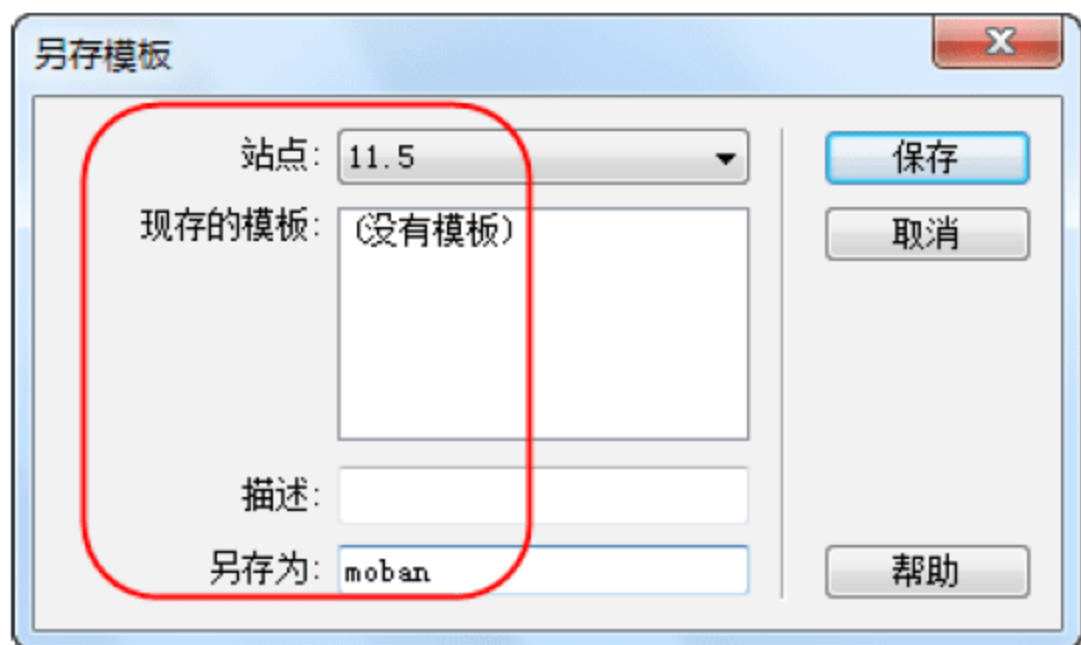 另存模板
站点: 11.5
保存
现存的模板: (没有模板)
取消
描述:
另存为: moban
帮助